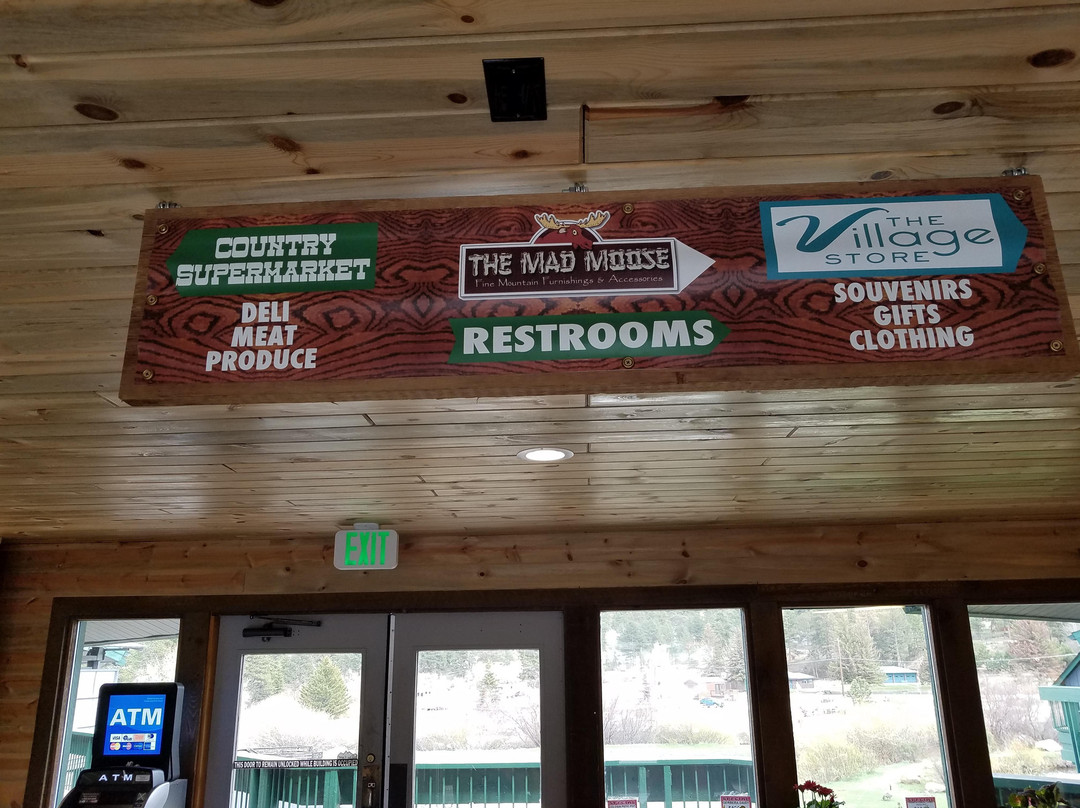 COUNTRY
SUPERMARKET
DELI
MEAT
PRODUCE
THE MAD MOOSE
Fine Mountain Furnishings & Accessories
RESTROOMS
THE
Village
STORE
SOUVENIRS
GIFTS
CLOTHING
EXIT
ATM
VISA
ATM
THIS DOOR TO REMAIN UNLOCKED WHILE BUILDING IS OCCUPIED